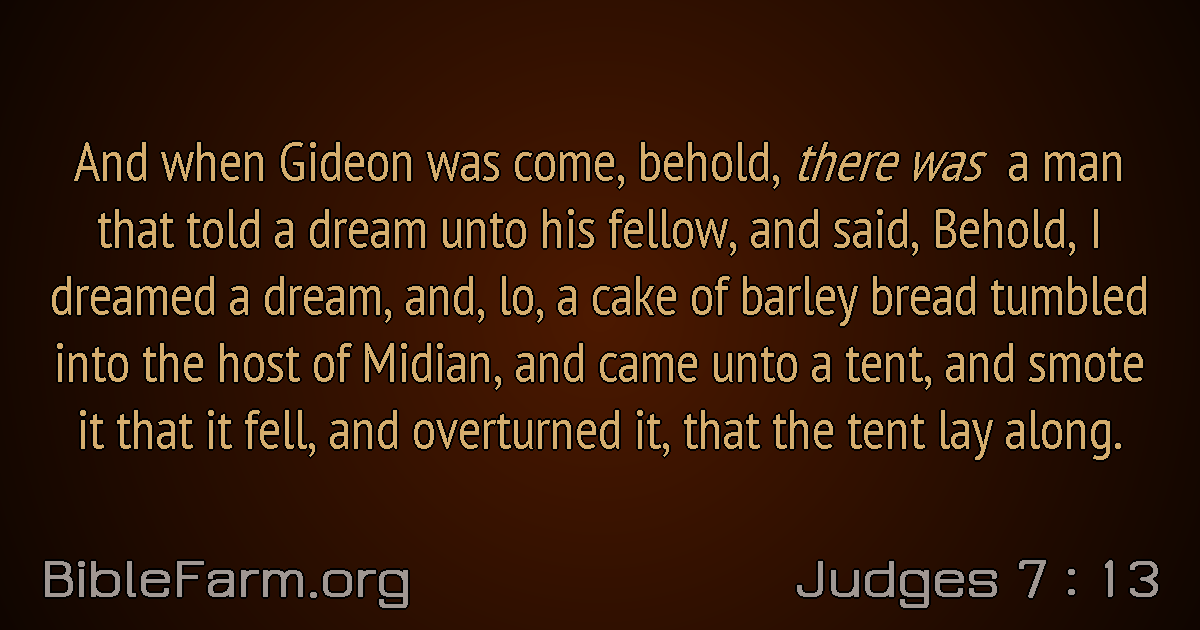 And when Gideon was come, behold, there was a man
that told a dream unto his fellow, and said, Behold, I
dreamed a dream, and, lo, a cake of barley bread tumbled
into the host of Midian, and came unto a tent, and smote
it that it fell, and overturned it, that the tent lay along.
BibleFarm.org
Judges 7 : 13